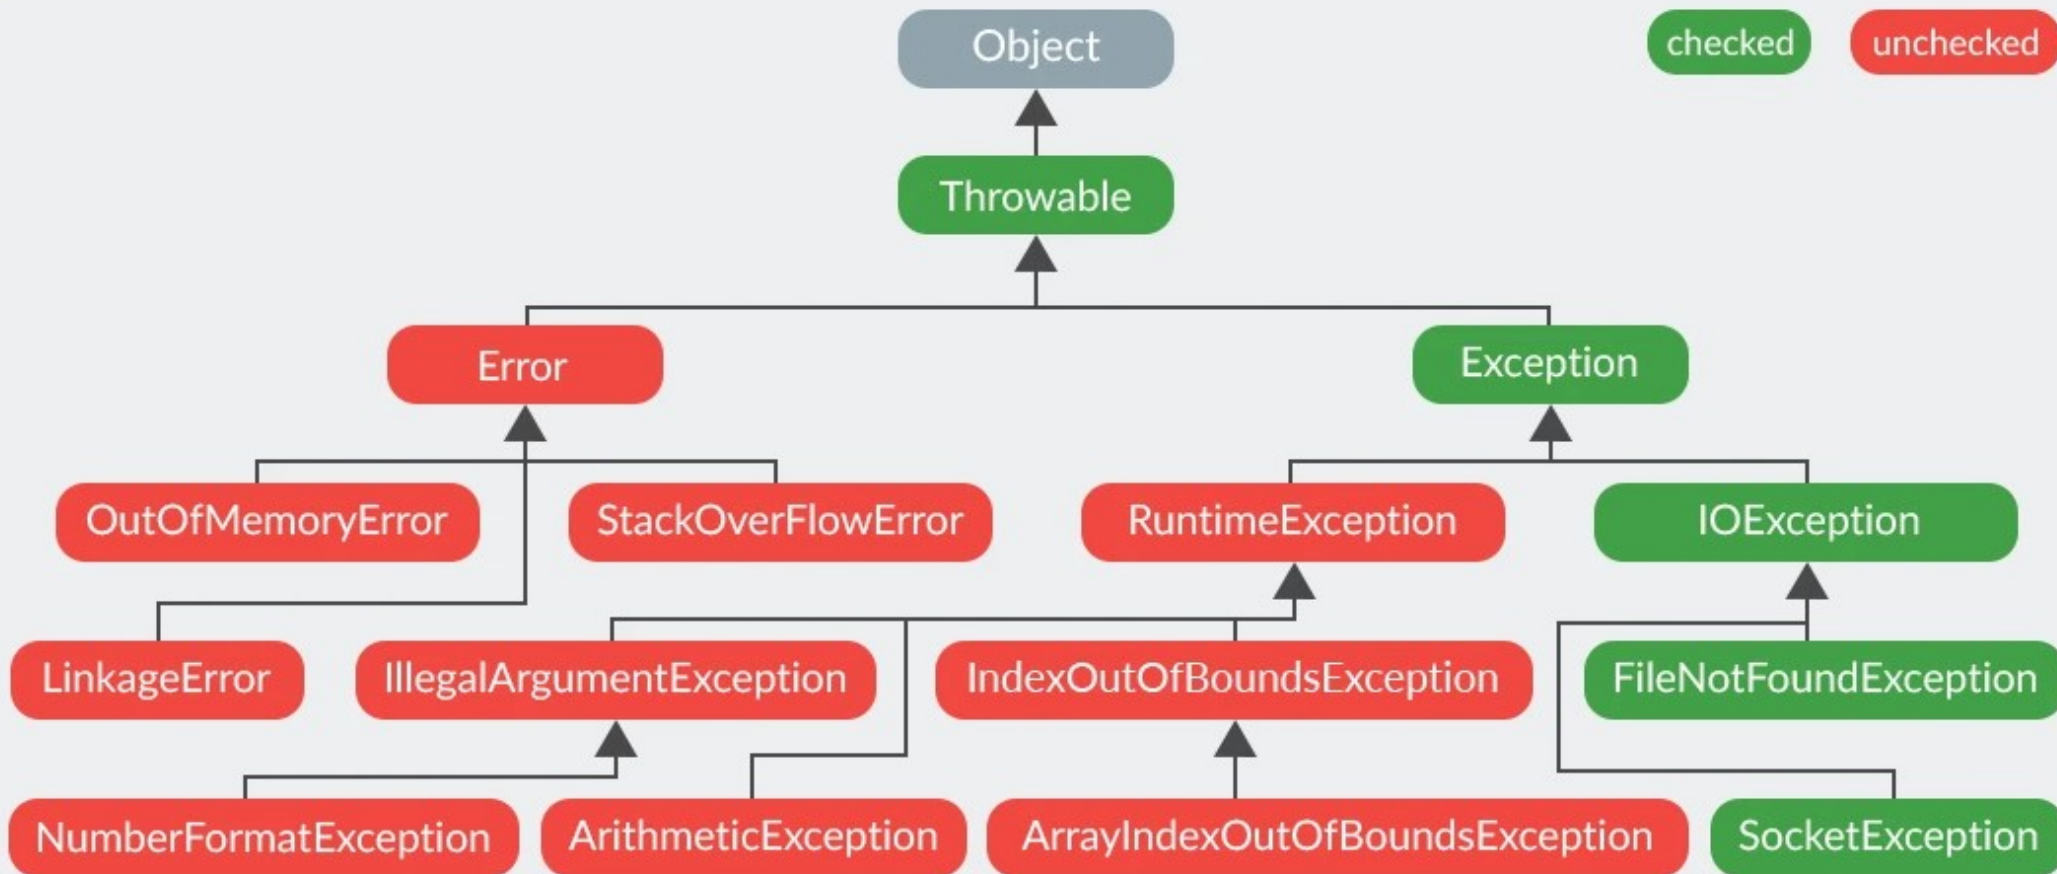 Object
checked
unchecked
Throwable
Error
Exception
OutOfMemoryError
StackOverFlowError
RuntimeException
IOException
LinkageError
IllegalArgumentException
IndexOutOfBoundsException
FileNotFoundException
NumberFormatException
ArithmeticException
ArrayIndexOutOfBoundsException
SocketException